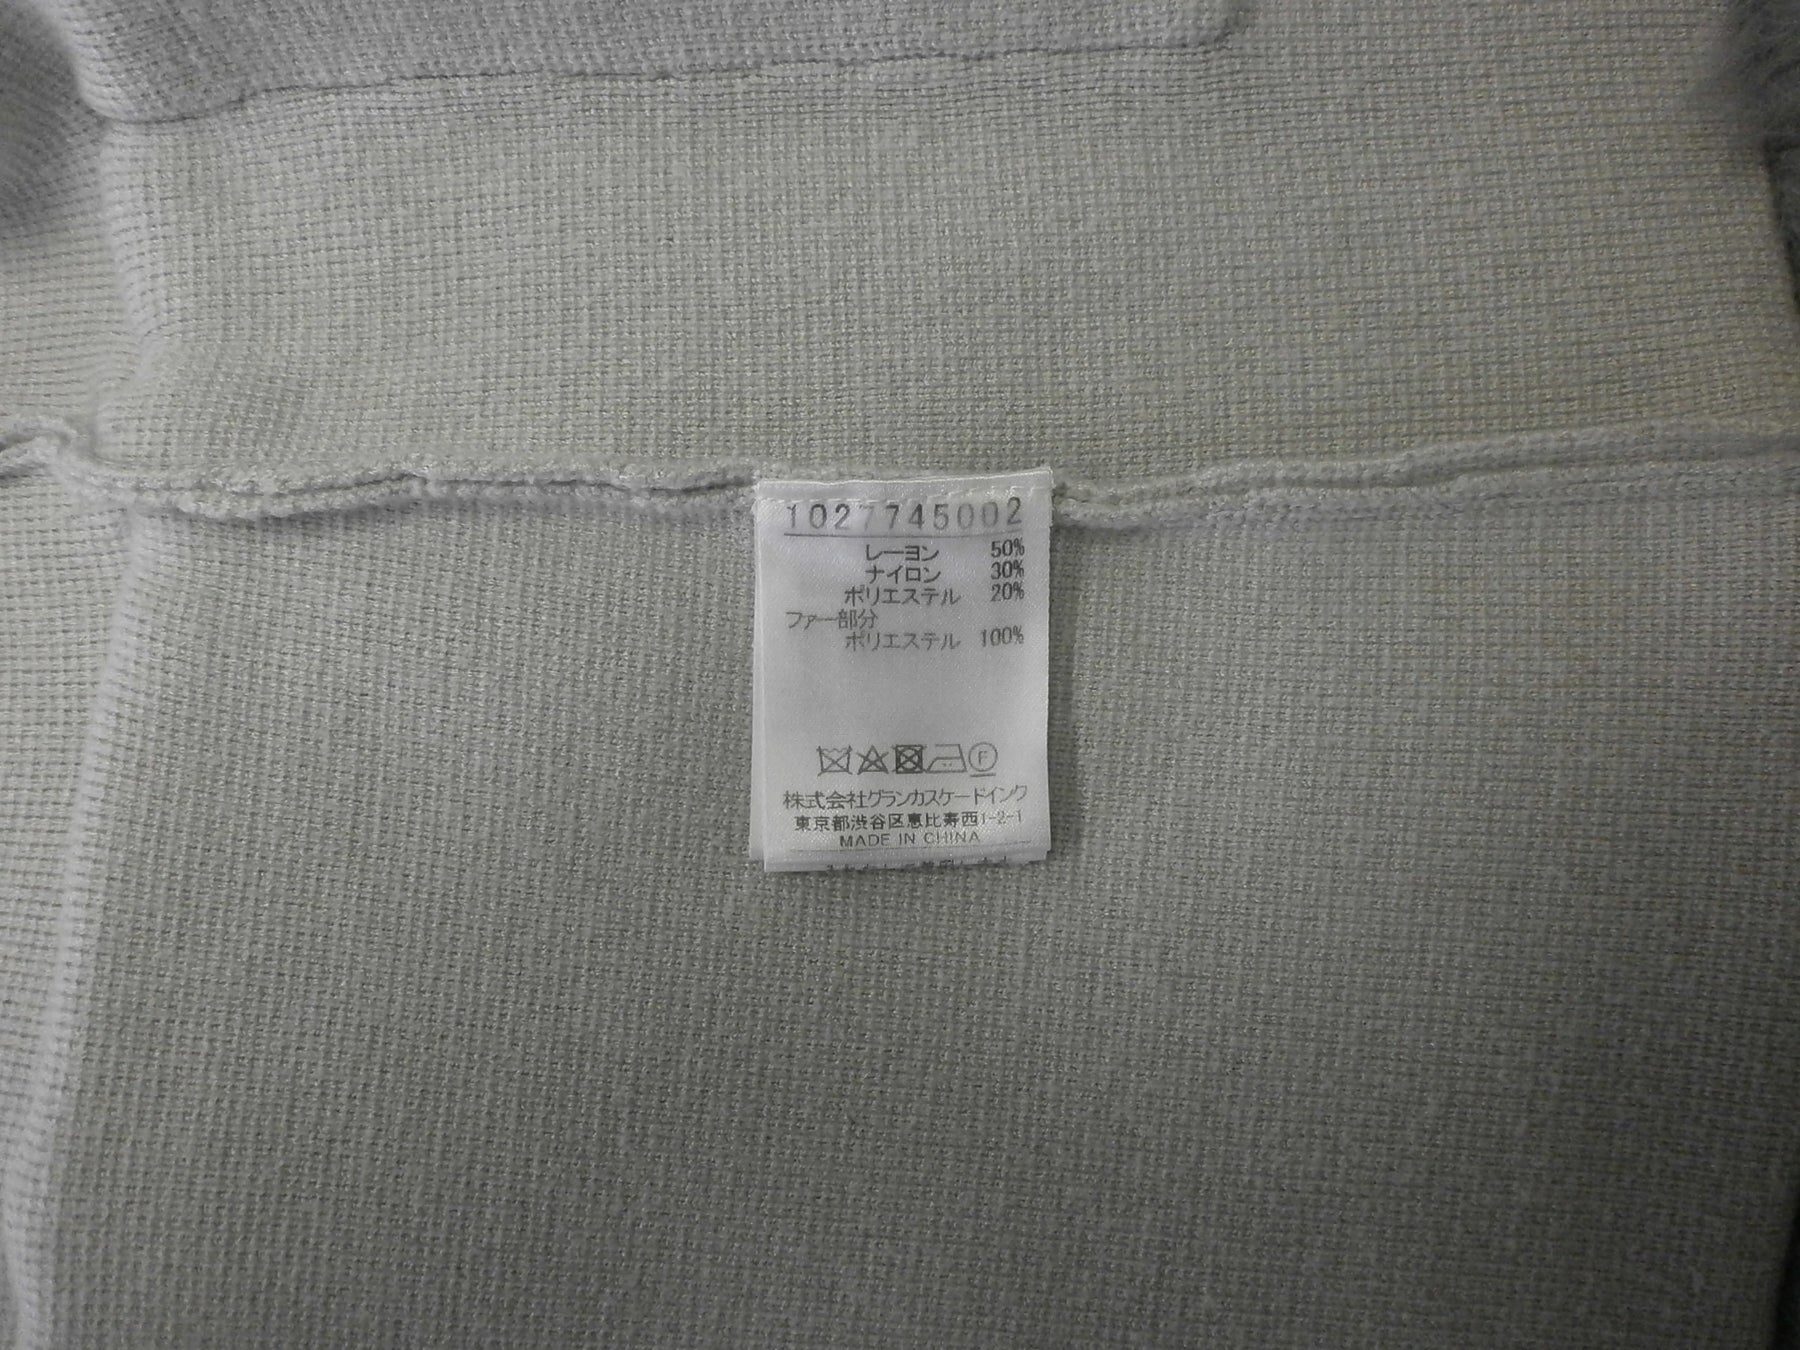 1027745002
レーヨン 50%
ナイロン 30%
ポリエステル 20%
ファー部分
ポリエステル 100%
F
株式会社グランカスケードインク
東京都渋谷区恵比寿西1-2-1
MADE IN CHINA